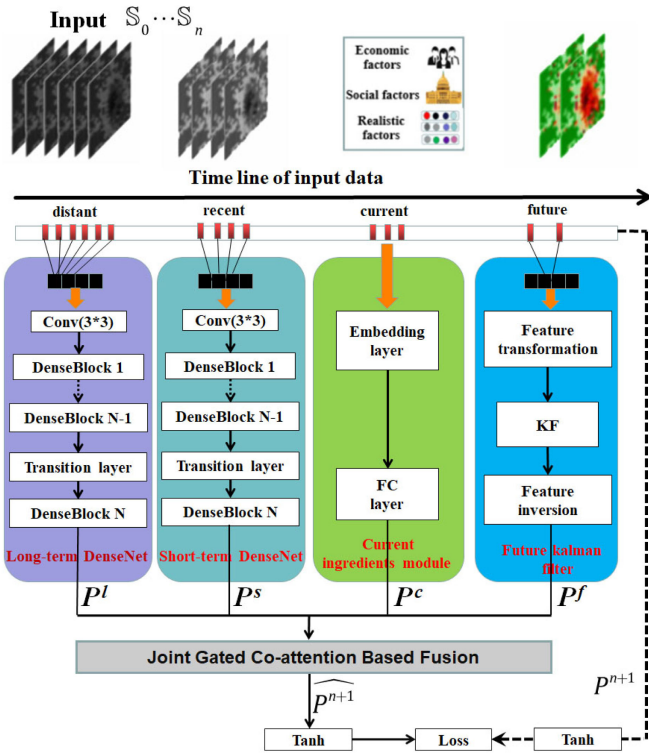 Input 𝕊₀ ⋯ 𝕊ₙ
Economic
factors
Social factors
Realistic
factors
Time line of input data
distant recent current future
Conv(3*3)
DenseBlock 1
DenseBlock N-1
Transition layer
DenseBlock N
Long-term DenseNet
Conv(3*3)
DenseBlock 1
DenseBlock N-1
Transition layer
DenseBlock N
Short-term DenseNet
Embedding
layer
FC
layer
Current
ingredients module
Feature
transformation
KF
Feature
inversion
Future kalman
filter
P^l P^s P^c P^f
Joint Gated Co-attention Based Fusion
\widehat{P^{n+1}}
P^{n+1}
Tanh Loss Tanh